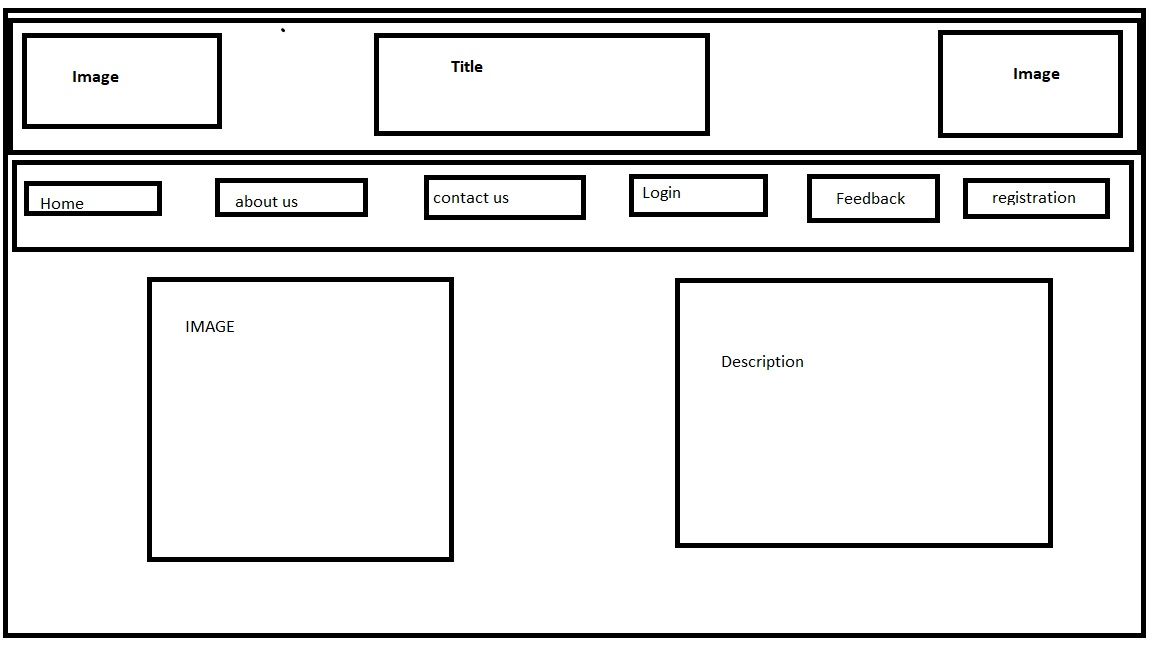 Image
Title
Image
Home
about us
contact us
Login
Feedback
registration
IMAGE
Description